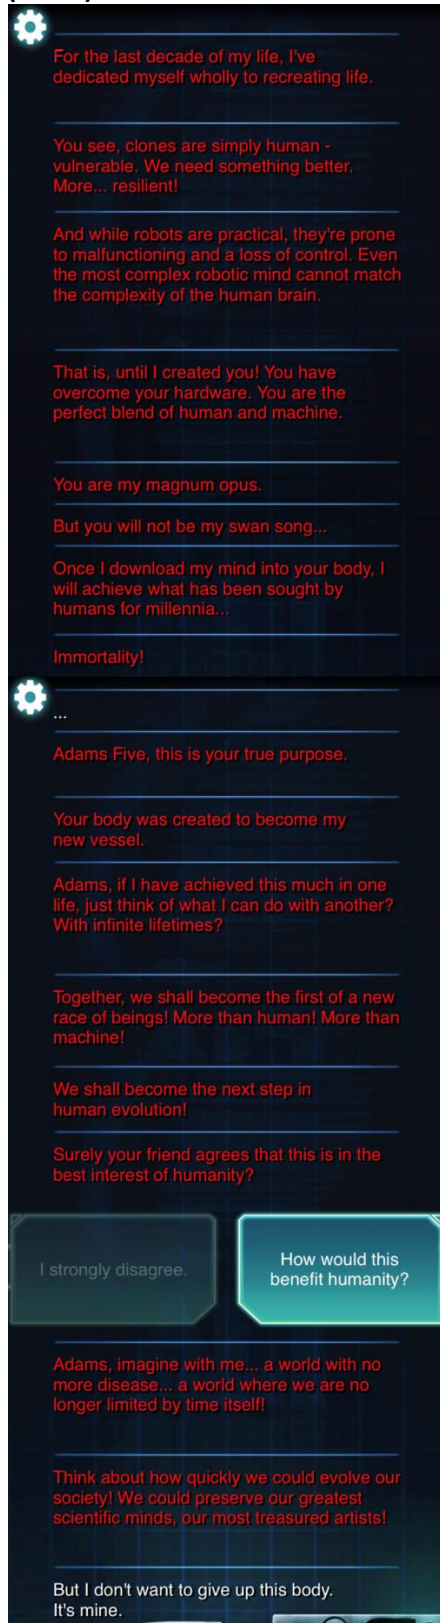 For the last decade of my life, I've
dedicated myself wholly to recreating life.
You see, clones are simply human -
vulnerable. We need something better.
More... resilient!
And while robots are practical, they're prone
to malfunctioning and a loss of control. Even
the most complex robotic mind cannot match
the complexity of the human brain.
That is, until I created you! You have
overcome your hardware. You are the
perfect blend of human and machine.
You are my magnum opus.
But you will not be my swan song...
Once I download my mind into your body, I
will achieve what has been sought by
humans for millennia...
Immortality!
...
Adams Five, this is your true purpose.
Your body was created to become my
new vessel.
Adams, if I have achieved this much in one
life, just think of what I can do with another?
With infinite lifetimes?
Together, we shall become the first of a new
race of beings! More than human! More than
machine!
We shall become the next step in
human evolution!
Surely your friend agrees that this is in the
best interest of humanity?
I strongly disagree.
How would this
benefit humanity?
Adams, imagine with me... a world with no
more disease... a world where we are no
longer limited by time itself!
Think about how quickly we could evolve our
society! We could preserve our greatest
scientific minds, our most treasured artists!
But I don't want to give up this body.
It's mine.